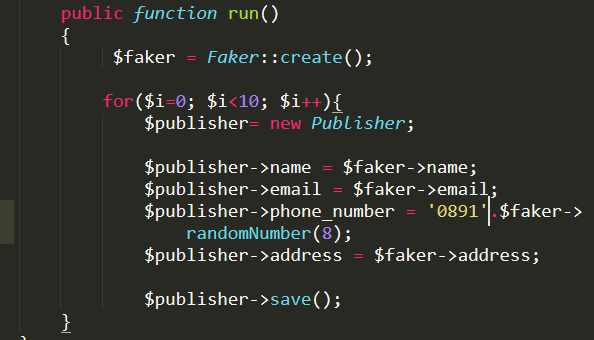 public function run()
{
$faker = Faker::create();
for($i=0; $i<10; $i++){
$publisher= new Publisher;
$publisher->name = $faker->name;
$publisher->email = $faker->email;
$publisher->phone_number = '0891'.$faker->
randomNumber(8);
$publisher->address = $faker->address;
$publisher->save();
}